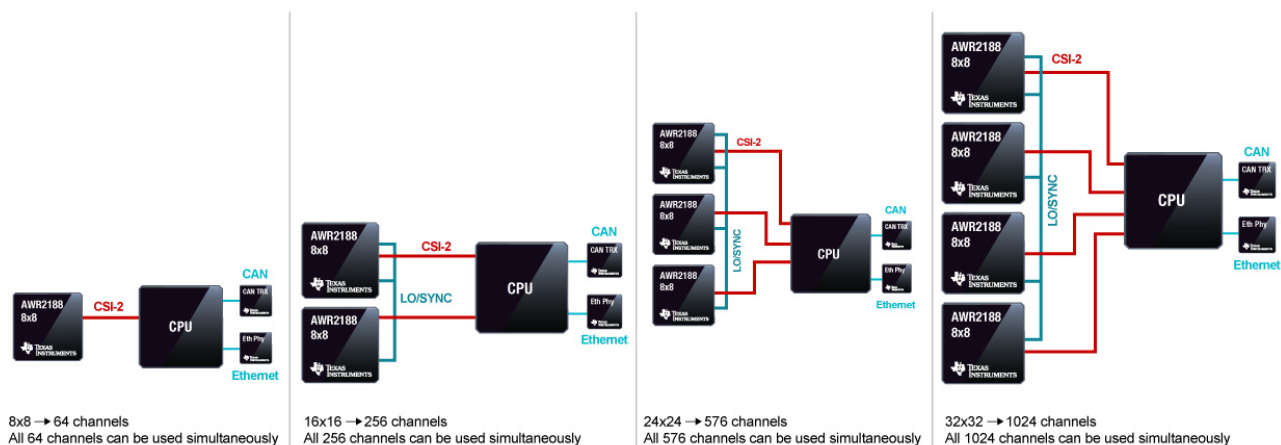 AWR2188
8x8
TEXAS
INSTRUMENTS
CSI-2
CPU
CAN
CAN TRX
Eth Phy
Ethernet
8x8 → 64 channels
All 64 channels can be used simultaneously
AWR2188
8x8
TEXAS
INSTRUMENTS
AWR2188
8x8
TEXAS
INSTRUMENTS
CSI-2
LO/SYNC
CPU
CAN
CAN TRX
Eth Phy
Ethernet
16x16 → 256 channels
All 256 channels can be used simultaneously
AWR2188
8x8
TEXAS
INSTRUMENTS
AWR2188
8x8
TEXAS
INSTRUMENTS
AWR2188
8x8
TEXAS
INSTRUMENTS
CSI-2
LO/SYNC
CPU
CAN
CAN TRX
Eth Phy
Ethernet
24x24 → 576 channels
All 576 channels can be used simultaneously
AWR2188
8x8
TEXAS
INSTRUMENTS
AWR2188
8x8
TEXAS
INSTRUMENTS
AWR2188
8x8
TEXAS
INSTRUMENTS
AWR2188
8x8
TEXAS
INSTRUMENTS
CSI-2
LO/SYNC
CPU
CAN
CAN TRX
Eth Phy
Ethernet
32x32 → 1024 channels
All 1024 channels can be used simultaneously